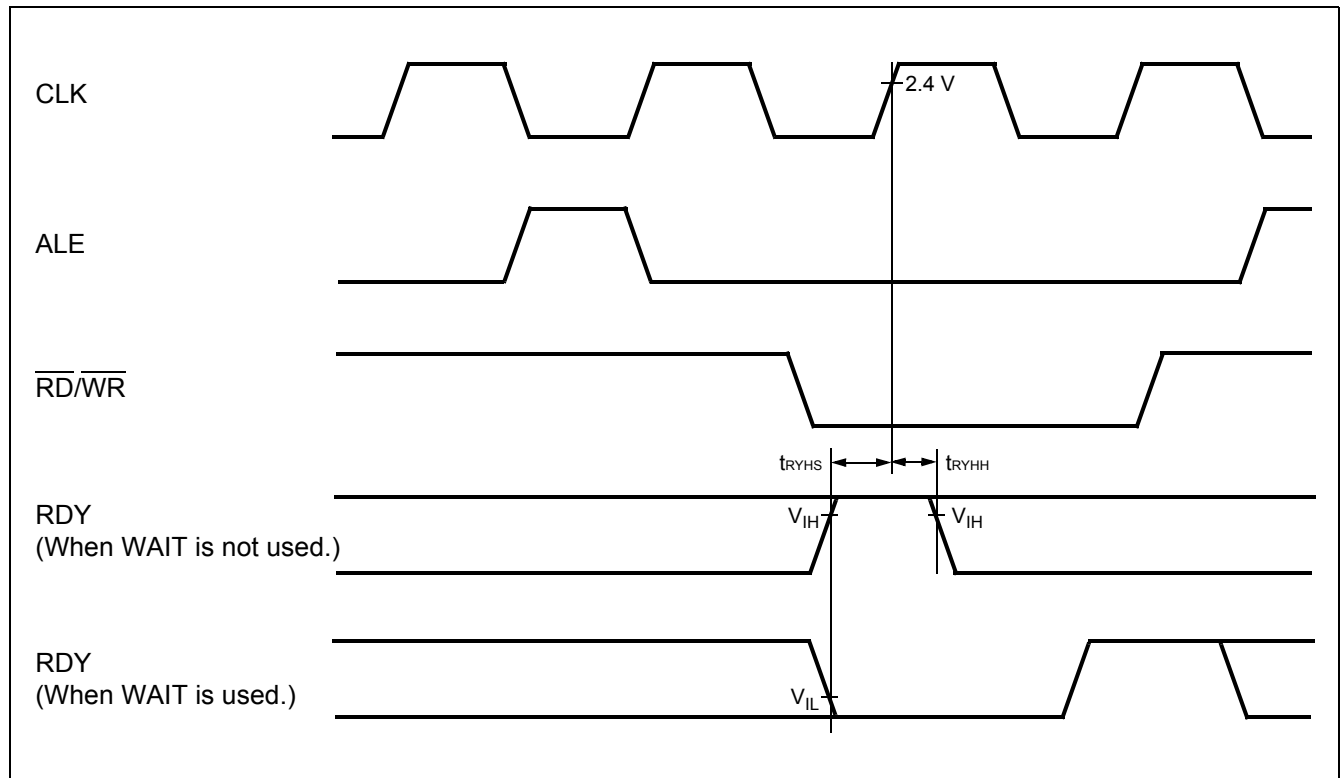 CLK
2.4 V
ALE
RD/WR
tRYHS
tRYHH
RDY
(When WAIT is not used.)
VIH
VIH
RDY
(When WAIT is used.)
VIL